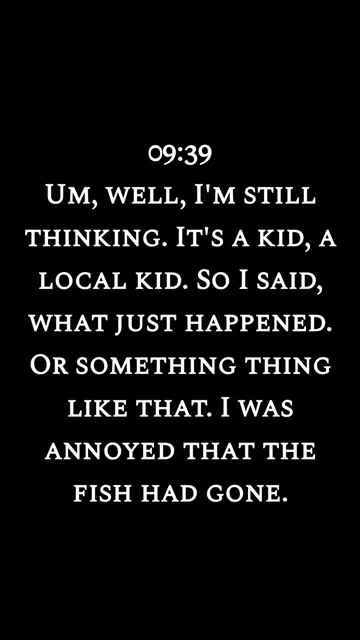 09:39
Um, well, I'm still
thinking. It's a kid, a
local kid. So I said,
what just happened.
Or something thing
like that. I was
annoyed that the
fish had gone.